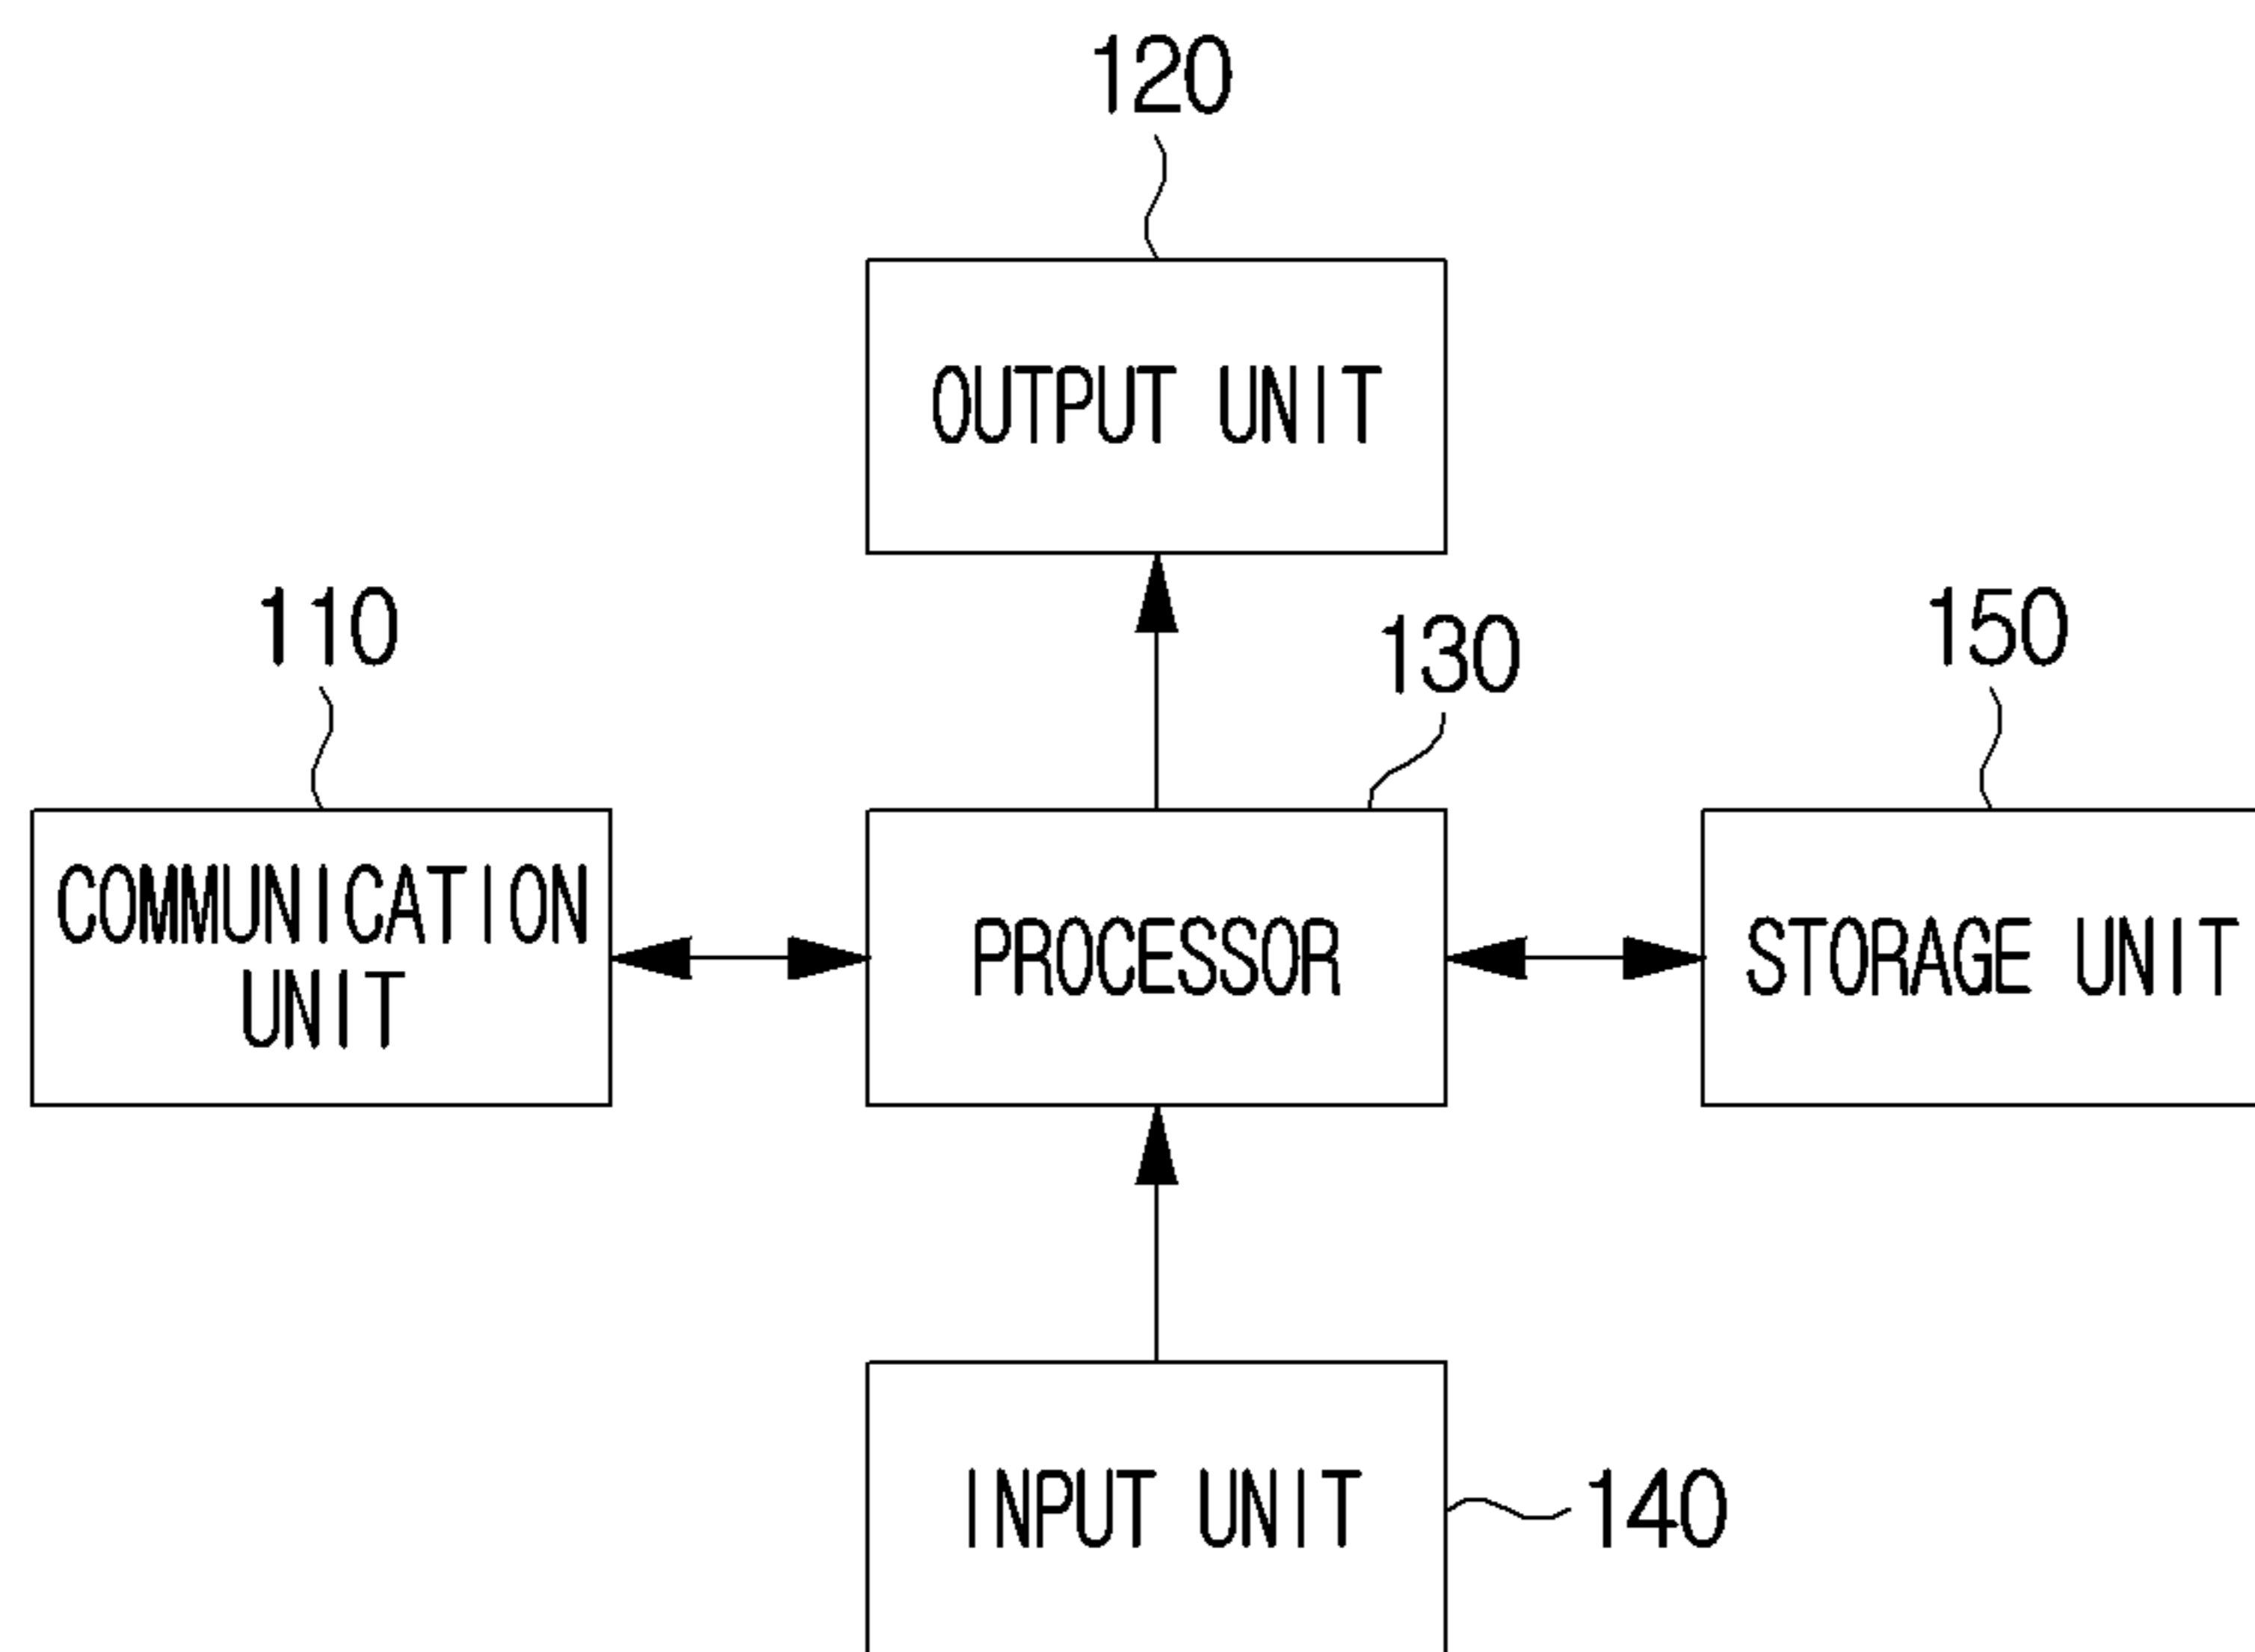 120
OUTPUT UNIT
110
130
150
COMMUNICATION
UNIT
PROCESSOR
STORAGE UNIT
INPUT UNIT
140